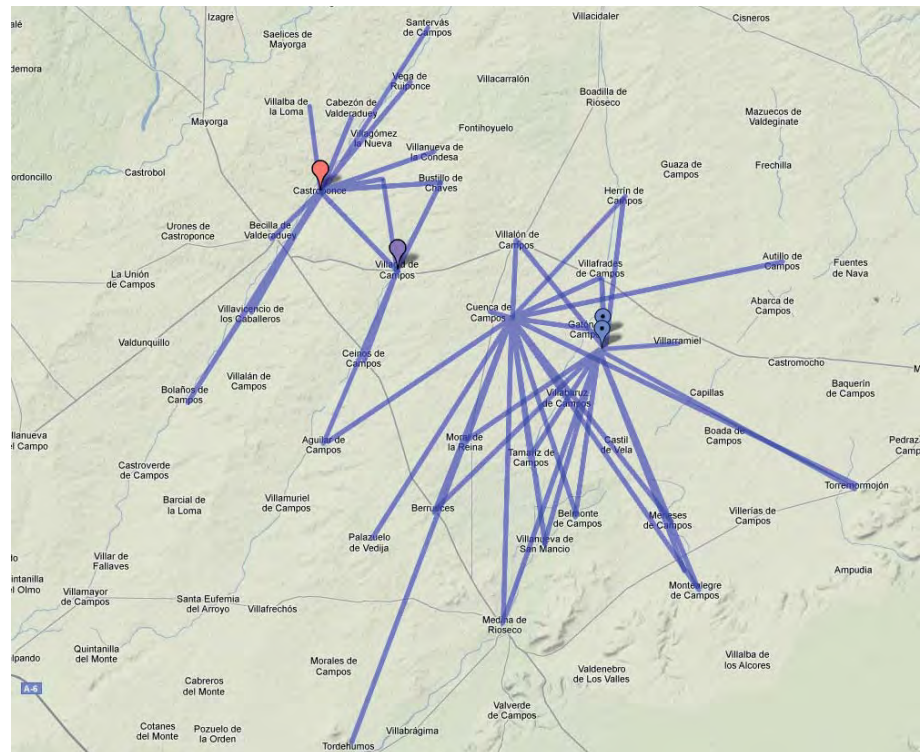 Izagre
Villacidaler
Cisneros
Santervás
de Campos
Saelices de
Mayorga
Vega de
Ruiponce
Villacarralón
Boadilla de
Rioseco
Villalba de
la Loma
Cabezón de
Valderaduey
Mayorga
Mazuecos de
Valdeginate
Villagómez
la Nueva
Fontihoyuelo
Villanueva de
la Condesa
Castrobol
Guaza de
Campos
Frechilla
Bustillo de
Chaves
Castroponce
Herrín de
Campos
Urones de
Castroponce
Becilla de
Valderaduey
Villalón de
Campos
Autillo de
Campos
Fuentes
de Nava
Villafrades
de Campos
Campos
La Unión
de Campos
Abarca de
Campos
Cuenca de
Campos
Villavicencio de
los Caballeros
Villarramiel
Valdunquillo
Ceinos de
Campos
Castromocho
Villalán de
Campos
Bolaños de
Campos
Baquerín
de Campos
Capillas
Villabaruz
de Campos
Boada de
Campos
Aguilar de
Campos
Moral de
la Reina
Castil
de Vela
Tamariz de
Campos
Castroverde
de Campos
Torremormojón
Barcial de
la Loma
Villamuriel
de Campos
Berrueces
Belmonte
de Campos
Meneses
de Campos
Villerías de
Campos
Palazuelo
de Vedija
Villanueva de
San Mancio
Villar de
Fallaves
Ampudia
Villamayor
de Campos
Santa Eufemia
del Arroyo
Villafrechós
Montealegre
de Campos
Medina de
Rioseco
Quintanilla
del Monte
Villalba de
los Alcores
Morales de
Campos
Valdenebro
de Los Valles
A-6
Cabreros
del Monte
Valverde
de Campos
Cotanes
del Monte
Pozuelo de
la Orden
Villabrágima
Tordehumos